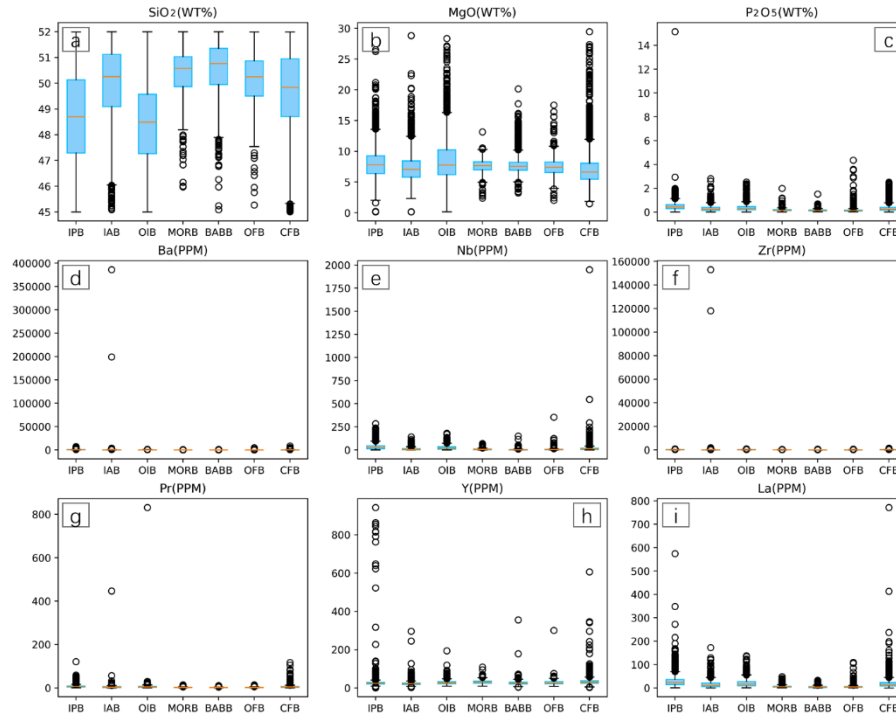 SiO₂(WT%) MgO(WT%) P₂O₅(WT%)
a b c
52 51 50 49 48 47 46 45
30 25 20 15 10 5 0
14 12 10 8 6 4 2 0
IPB IAB OIB MORB BABB OFB CFB
IPB IAB OIB MORB BABB OFB CFB
IPB IAB OIB MORB BABB OFB CFB
Ba(PPM) Nb(PPM) Zr(PPM)
d e f
400000 350000 300000 250000 200000 150000 100000 50000 0
2000 1750 1500 1250 1000 750 500 250 0
160000 140000 120000 100000 80000 60000 40000 20000 0
IPB IAB OIB MORB BABB OFB CFB
IPB IAB OIB MORB BABB OFB CFB
IPB IAB OIB MORB BABB OFB CFB
Pr(PPM) Y(PPM) La(PPM)
g h i
800 600 400 200 0
800 600 400 200 0
800 700 600 500 400 300 200 100 0
IPB IAB OIB MORB BABB OFB CFB
IPB IAB OIB MORB BABB OFB CFB
IPB IAB OIB MORB BABB OFB CFB